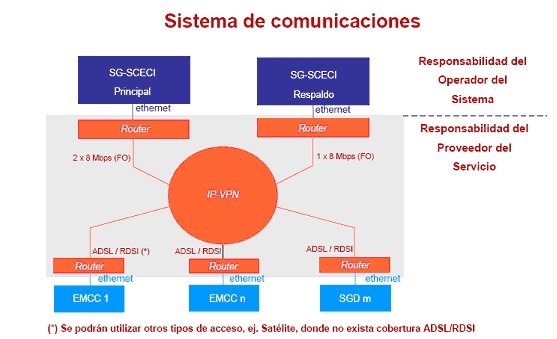 Sistema de comunicaciones
SG-SCECI
Principal
SG-SCECI
Respaldo
Responsabilidad del
Operador del
Sistema
ethernet
ethernet
Router
Router
Responsabilidad del
Proveedor del
Servicio
2 x 8 Mbps (FO)
1 x 8 Mbps (FO)
IP-VPN
ADSL / RDSI (*)
ADSL / RDSI
ADSL / RDSI
Router
Router
Router
ethernet
ethernet
ethernet
EMCC 1
EMCC n
SGD m
(*) Se podrán utilizar otros tipos de acceso, ej. Satélite, donde no exista cobertura ADSL/RDSI